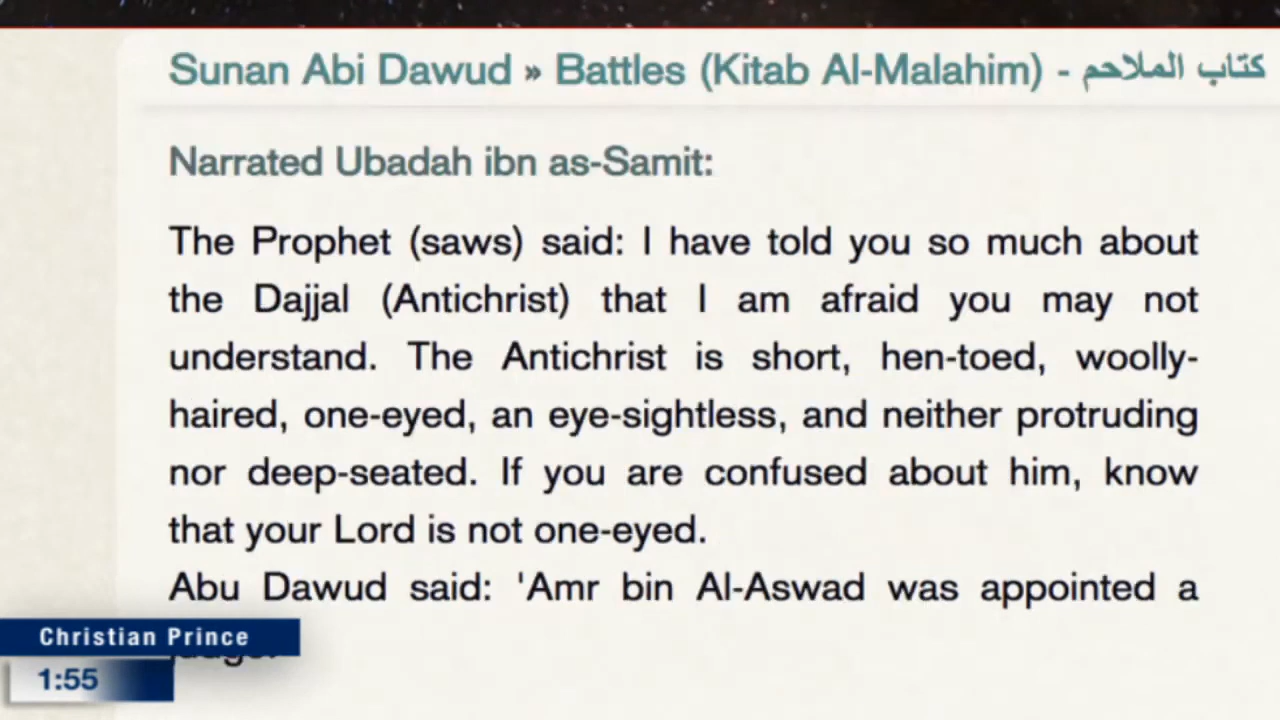 Sunan Abi Dawud » Battles (Kitab Al-Malahim) - كتاب الملاحم
Narrated Ubadah ibn as-Samit:
The Prophet (saws) said: I have told you so much about
the Dajjal (Antichrist) that I am afraid you may not
understand. The Antichrist is short, hen-toed, woolly-
haired, one-eyed, an eye-sightless, and neither protruding
nor deep-seated. If you are confused about him, know
that your Lord is not one-eyed.
Abu Dawud said: 'Amr bin Al-Aswad was appointed a
Christian Prince
1:55